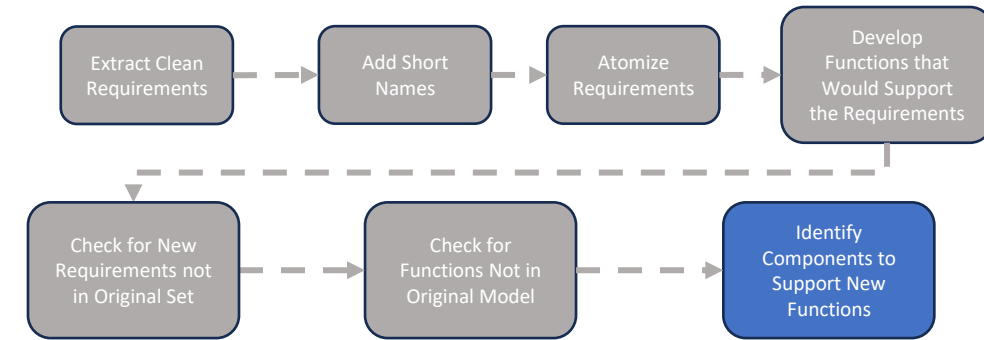 Extract Clean
Requirements
Add Short
Names
Atomize
Requirements
Develop
Functions that
Would Support
the Requirements
Check for New
Requirements not
in Original Set
Check for
Functions Not in
Original Model
Identify
Components to
Support New
Functions